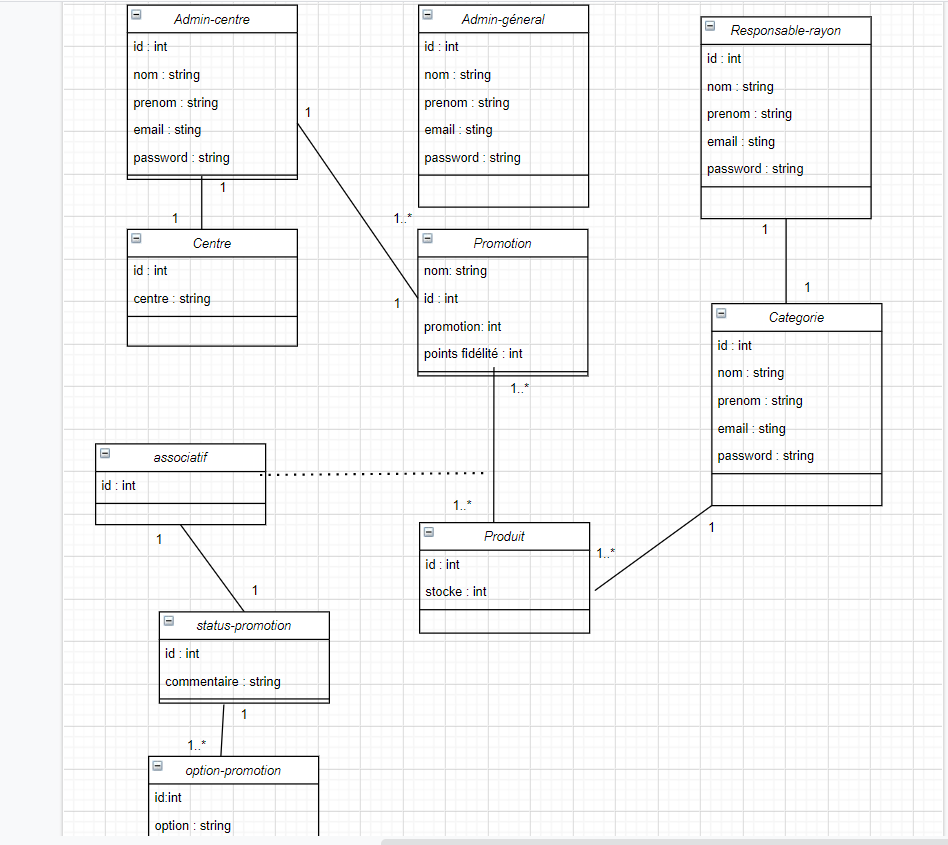 Admin-centre
id : int
nom : string
prenom : string
email : sting
password : string
1
1
1
1..*
1
Admin-géneral
id : int
nom : string
prenom : string
email : sting
password : string
Responsable-rayon
id : int
nom : string
prenom : string
email : sting
password : string
1
1
Centre
id : int
centre : string
Promotion
nom: string
id : int
promotion: int
points fidélité : int
1..*
1..*
Categorie
id : int
nom : string
prenom : string
email : sting
password : string
1
1..*
associatif
id : int
1
1
Produit
id : int
stocke : int
status-promotion
id : int
commentaire : string
1
1..*
option-promotion
id:int
option : string